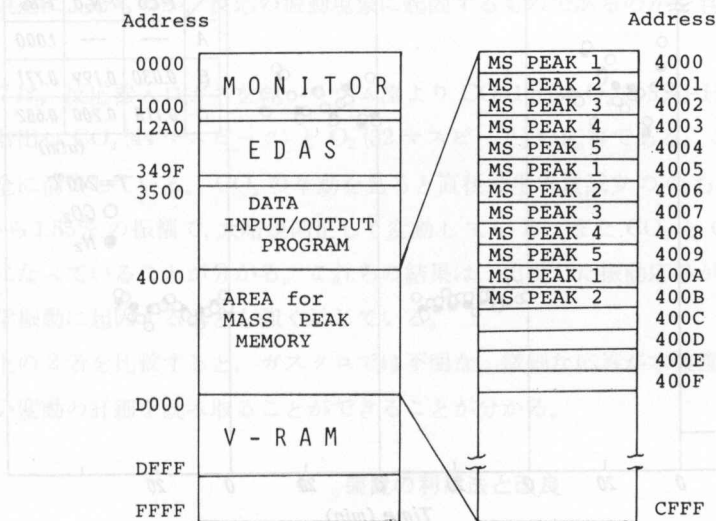 Address
0000
MONITOR
1000
12A0
EDAS
349F
3500
DATA
INPUT/OUTPUT
PROGRAM
4000
AREA for
MASS PEAK
MEMORY
D000
V-RAM
DFFF
FFFF
Address
MS PEAK 1 4000
MS PEAK 2 4001
MS PEAK 3 4002
MS PEAK 4 4003
MS PEAK 5 4004
MS PEAK 1 4005
MS PEAK 2 4006
MS PEAK 3 4007
MS PEAK 4 4008
MS PEAK 5 4009
MS PEAK 1 400A
MS PEAK 2 400B
400C
400D
400E
400F
CFFF